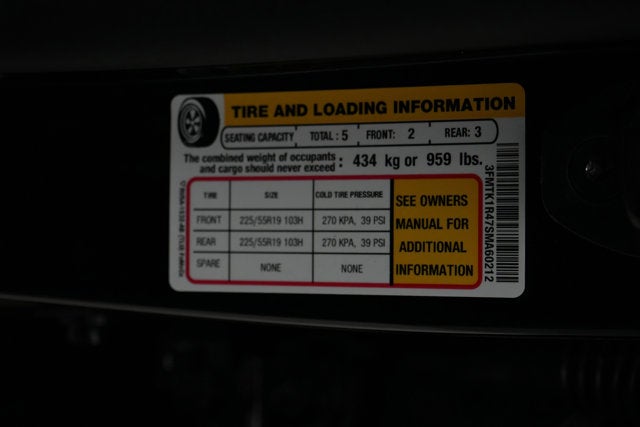 TIRE AND LOADING INFORMATION
SEATING CAPACITY TOTAL : 5 FRONT: 2 REAR: 3
The combined weight of occupants and cargo should never exceed : 434 kg or 959 lbs.
TIRE SIZE COLD TIRE PRESSURE
FRONT 225/55R19 103H 270 KPA, 39 PSI
REAR 225/55R19 103H 270 KPA, 39 PSI
SPARE NONE NONE
SEE OWNERS
MANUAL FOR
ADDITIONAL
INFORMATION
3FMTK1R47SMA60212